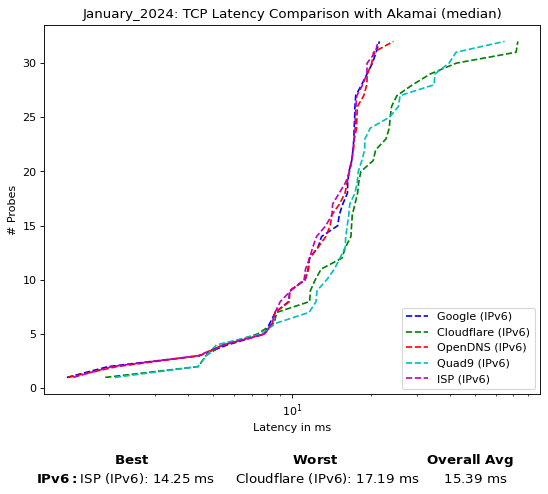 January_2024: TCP Latency Comparison with Akamai (median)
# Probes
30
25
20
15
10
5
0
Google (IPv6)
Cloudflare (IPv6)
OpenDNS (IPv6)
Quad9 (IPv6)
ISP (IPv6)
10¹
Latency in ms
Best Worst Overall Avg
IPv6: ISP (IPv6): 14.25 ms Cloudflare (IPv6): 17.19 ms 15.39 ms